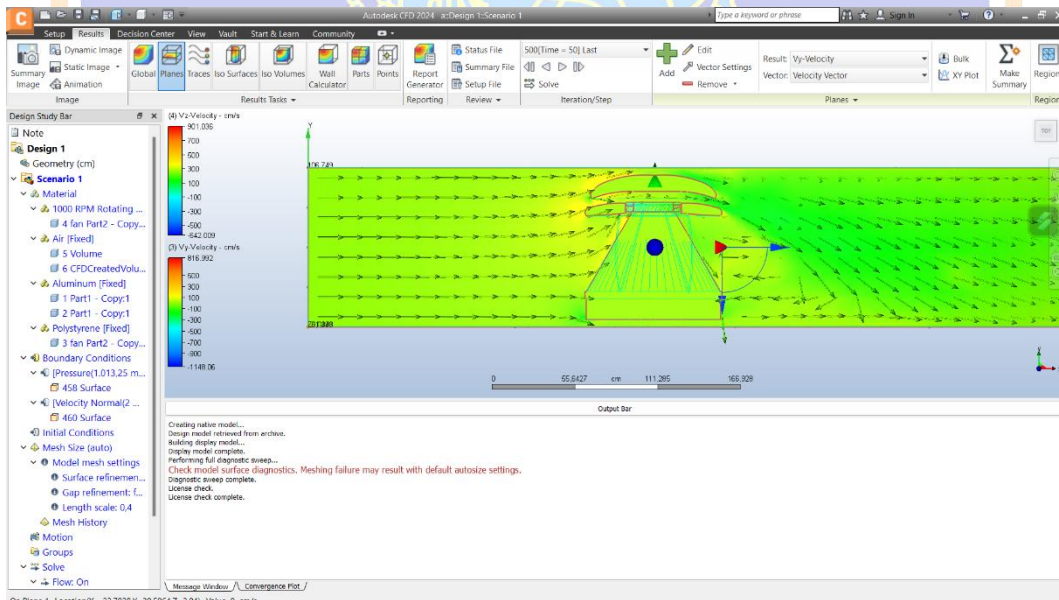 Autodesk CFD 2024 a::Design 1::Scenario 1
Type a keyword or phrase
Sign In
Setup Results Decision Center View Vault Start & Learn Community
Summary Image
Dynamic Image
Static Image
Animation
Global Planes Traces Iso Surfaces Iso Volumes Wall Calculator Parts Points
Report Generator
Status File
Summary File
Setup File
500[Time = 50] Last
Solve
Add
Edit
Vector Settings
Remove
Result: Vy-Velocity
Vector: Velocity Vector
Bulk
XY Plot
Make Summary
Region
Image Results Tasks Reporting Review Iteration/Step Planes Region
Design Study Bar
Note
Design 1
Geometry (cm)
Scenario 1
Material
1000 RPM Rotating ...
4 fan Part2 - Copy...
Air [Fixed]
5 Volume
6 CFDCreatedVolu...
Aluminum [Fixed]
1 Part1 - Copy:1
2 Part1 - Copy:1
Polystyrene [Fixed]
3 fan Part2 - Copy...
Boundary Conditions
[Pressure(1.013,25 m...
458 Surface
[Velocity Normal(2 ...
460 Surface
Initial Conditions
Mesh Size (auto)
Model mesh settings
Surface refinemen...
Gap refinement: f...
Length scale: 0,4
Mesh History
Motion
Groups
Solve
Flow: On
(4) Vz-Velocity - cm/s
901.036
700
500
300
100
-100
-300
-500
-642.009
(3) Vy-Velocity - cm/s
816.992
500
300
100
-100
-300
-500
-700
-900
-1148.06
Y
106.749
TOP
0 55.6427 cm 111.285 166.928
Output Bar
Creating native model...
Design model retrieved from archive.
Building display model...
Display model complete.
Performing full diagnostic sweep...
Check model surface diagnostics. Meshing failure may result with default autosize settings.
Diagnostic sweep complete.
License check.
License check complete.
Message Window Convergence Plot